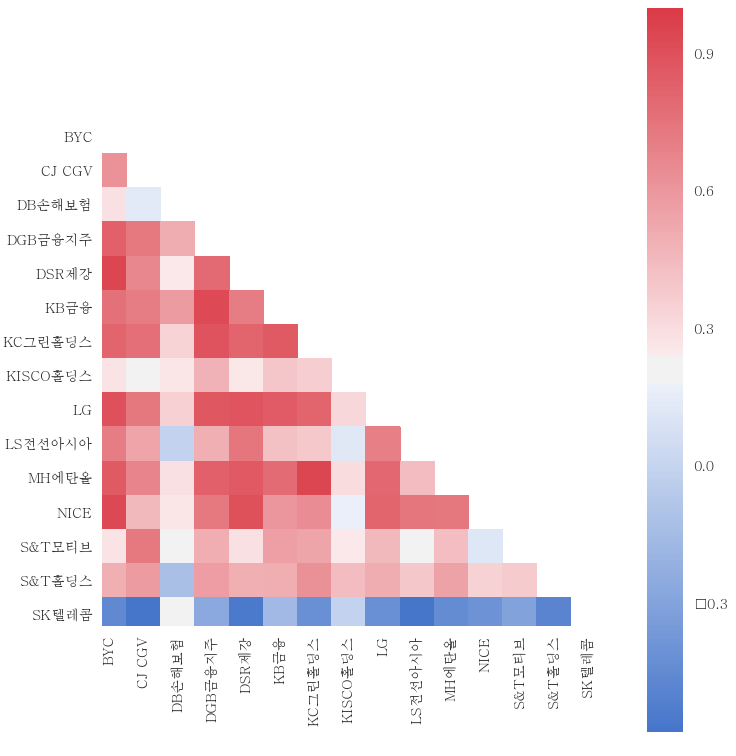 0.9
0.6
0.3
0.0
□0.3
BYC
CJ CGV
DB손해보험
DGB금융지주
DSR제강
KB금융
KC그린홀딩스
KISCO홀딩스
LG
LS전선아시아
MH에탄올
NICE
S&T모티브
S&T홀딩스
SK텔레콤
BYC
CJ CGV
DB손해보험
DGB금융지주
DSR제강
KB금융
KC그린홀딩스
KISCO홀딩스
LG
LS전선아시아
MH에탄올
NICE
S&T모티브
S&T홀딩스
SK텔레콤